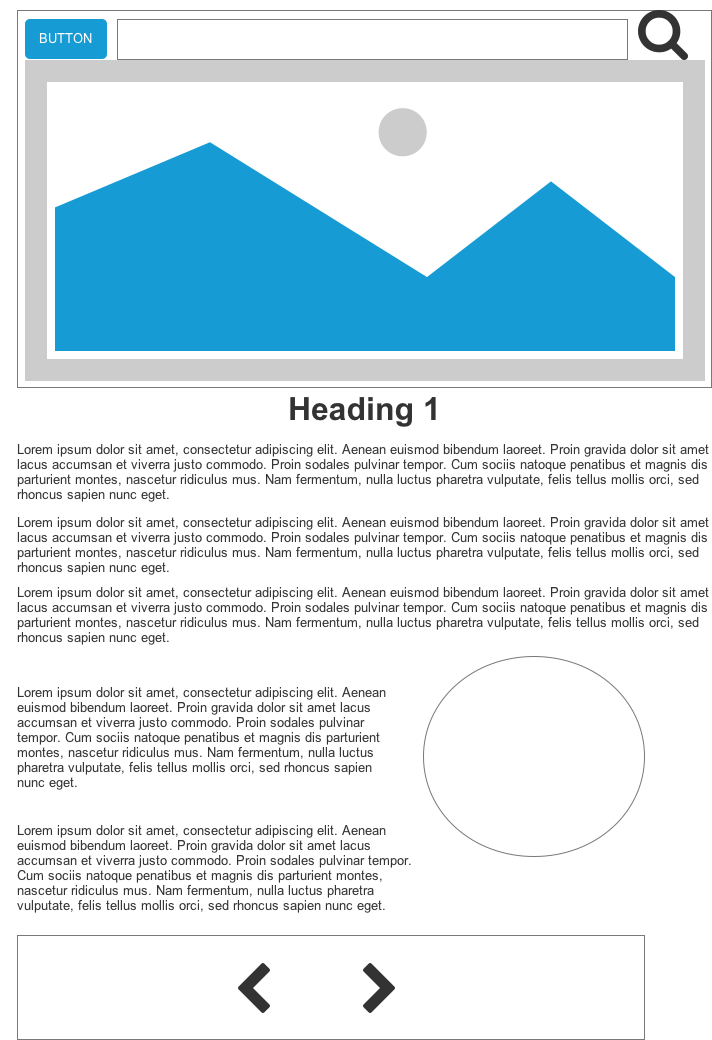 BUTTON
Heading 1
Lorem ipsum dolor sit amet, consectetur adipiscing elit. Aenean euismod bibendum laoreet. Proin gravida dolor sit amet
lacus accumsan et viverra justo commodo. Proin sodales pulvinar tempor. Cum sociis natoque penatibus et magnis dis
parturient montes, nascetur ridiculus mus. Nam fermentum, nulla luctus pharetra vulputate, felis tellus mollis orci, sed
rhoncus sapien nunc eget.
Lorem ipsum dolor sit amet, consectetur adipiscing elit. Aenean euismod bibendum laoreet. Proin gravida dolor sit amet
lacus accumsan et viverra justo commodo. Proin sodales pulvinar tempor. Cum sociis natoque penatibus et magnis dis
parturient montes, nascetur ridiculus mus. Nam fermentum, nulla luctus pharetra vulputate, felis tellus mollis orci, sed
rhoncus sapien nunc eget.
Lorem ipsum dolor sit amet, consectetur adipiscing elit. Aenean euismod bibendum laoreet. Proin gravida dolor sit amet
lacus accumsan et viverra justo commodo. Proin sodales pulvinar tempor. Cum sociis natoque penatibus et magnis dis
parturient montes, nascetur ridiculus mus. Nam fermentum, nulla luctus pharetra vulputate, felis tellus mollis orci, sed
rhoncus sapien nunc eget.
Lorem ipsum dolor sit amet, consectetur adipiscing elit. Aenean
euismod bibendum laoreet. Proin gravida dolor sit amet lacus
accumsan et viverra justo commodo. Proin sodales pulvinar
tempor. Cum sociis natoque penatibus et magnis dis parturient
montes, nascetur ridiculus mus. Nam fermentum, nulla luctus
pharetra vulputate, felis tellus mollis orci, sed rhoncus sapien
nunc eget.
Lorem ipsum dolor sit amet, consectetur adipiscing elit. Aenean
euismod bibendum laoreet. Proin gravida dolor sit amet lacus
accumsan et viverra justo commodo. Proin sodales pulvinar tempor.
Cum sociis natoque penatibus et magnis dis parturient montes,
nascetur ridiculus mus. Nam fermentum, nulla luctus pharetra
vulputate, felis tellus mollis orci, sed rhoncus sapien nunc eget.